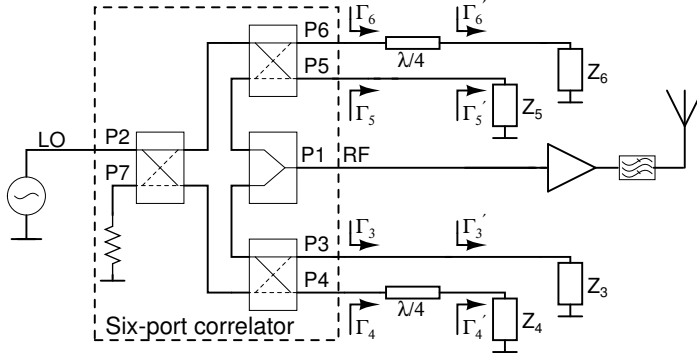 P6 Γ6 Γ6´
λ/4
P5
Z6
Γ5 Γ5´ Z5
LO P2
P7
P1 RF
Γ3 Γ3´
P3
P4
Z3
λ/4
Γ4 Γ4´ Z4
Six-port correlator